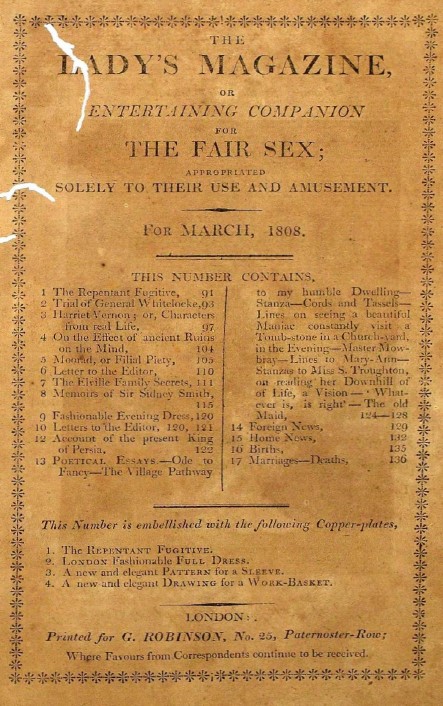 THE
LADY'S MAGAZINE,
OR
ENTERTAINING COMPANION
FOR
THE FAIR SEX;
APPROPRIATED
SOLELY TO THEIR USE AND AMUSEMENT.
FOR MARCH, 1808.
THIS NUMBER CONTAINS,
1 The Repentant Fugitive, 91
2 Trial of General Whitelocke, 93
3 Harriet Vernon; or, Characters
from real Life, 97
4 On the Effect of ancient Ruins
on the Mind, 104
5 Mourad, or Filial Piety, 105
6 Letter to the Editor, 110
7 The Elville Family Secrets, 111
8 Memoirs of Sir Sidney Smith,
115
9 Fashionable Evening Dress, 120
10 Letters to the Editor, 120, 121
12 Account of the present King
of Persia, 122
13 POETICAL ESSAYS.—Ode to
Fancy—The Village Pathway
to my humble Dwelling—
Stanza—Cords and Tassels—
Lines on seeing a beautiful
Maniac constantly visit a
Tomb-stone in a Church-yard,
in the Evening—Master Mow-
bray—Lines to Mary-Ann—
Stanzas to Miss S. Troughton,
on reading her Downhill of
of Life, a Vision—'What-
ever is, is right'—The old
Maid, 124—128
14 Foreign News, 129
15 Home News, 132
16 Births, 135
17 Marriages—Deaths, 136
This Number is embellished with the following Copper-plates,
1. The REPENTANT FUGITIVE.
2. LONDON Fashionable FULL DRESS.
3. A new and elegant PATTERN for a SLEEVE.
4. A new and elegant DRAWING for a WORK-BASKET.
LONDON:
Printed for G. ROBINSON, No. 25, Paternoster-Row;
Where Favours from Correspondents continue to be received.